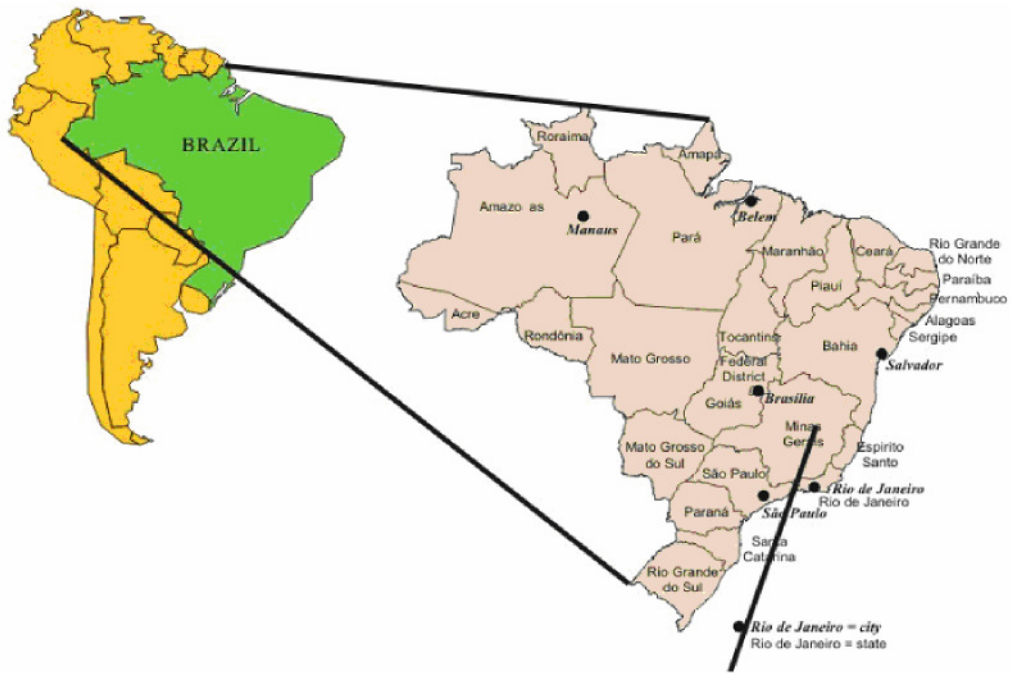 BRAZIL
Roraima
Amapá
Amazo as
Manaus
Belem
Pará
Maranhão
Ceará
Rio Grande
do Norte
Piauí
Paraíba
Pernambuco
Alagoas
Sergipe
Acre
Rondônia
Tocantins
Bahia
Mato Grosso
Federal
District
Salvador
Brasília
Goiás
Minas
Gerais
Mato Grosso
do Sul
Espirito
Santo
São Paulo
Rio de Janeiro
Rio de Janeiro
São Paulo
Paraná
Santa
Catarina
Rio Grande
do Sul
Rio de Janeiro = city
Rio de Janeiro = state